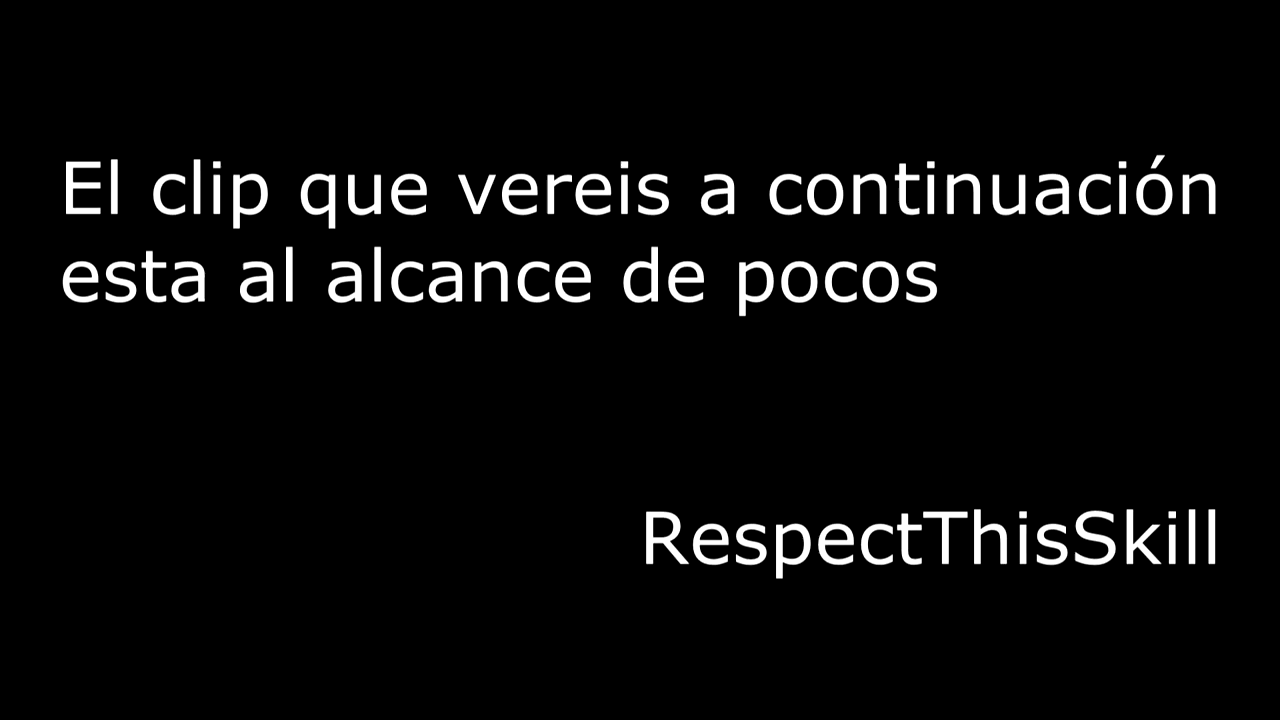 El clip que vereis a continuación
esta al alcance de pocos
RespectThisSkill